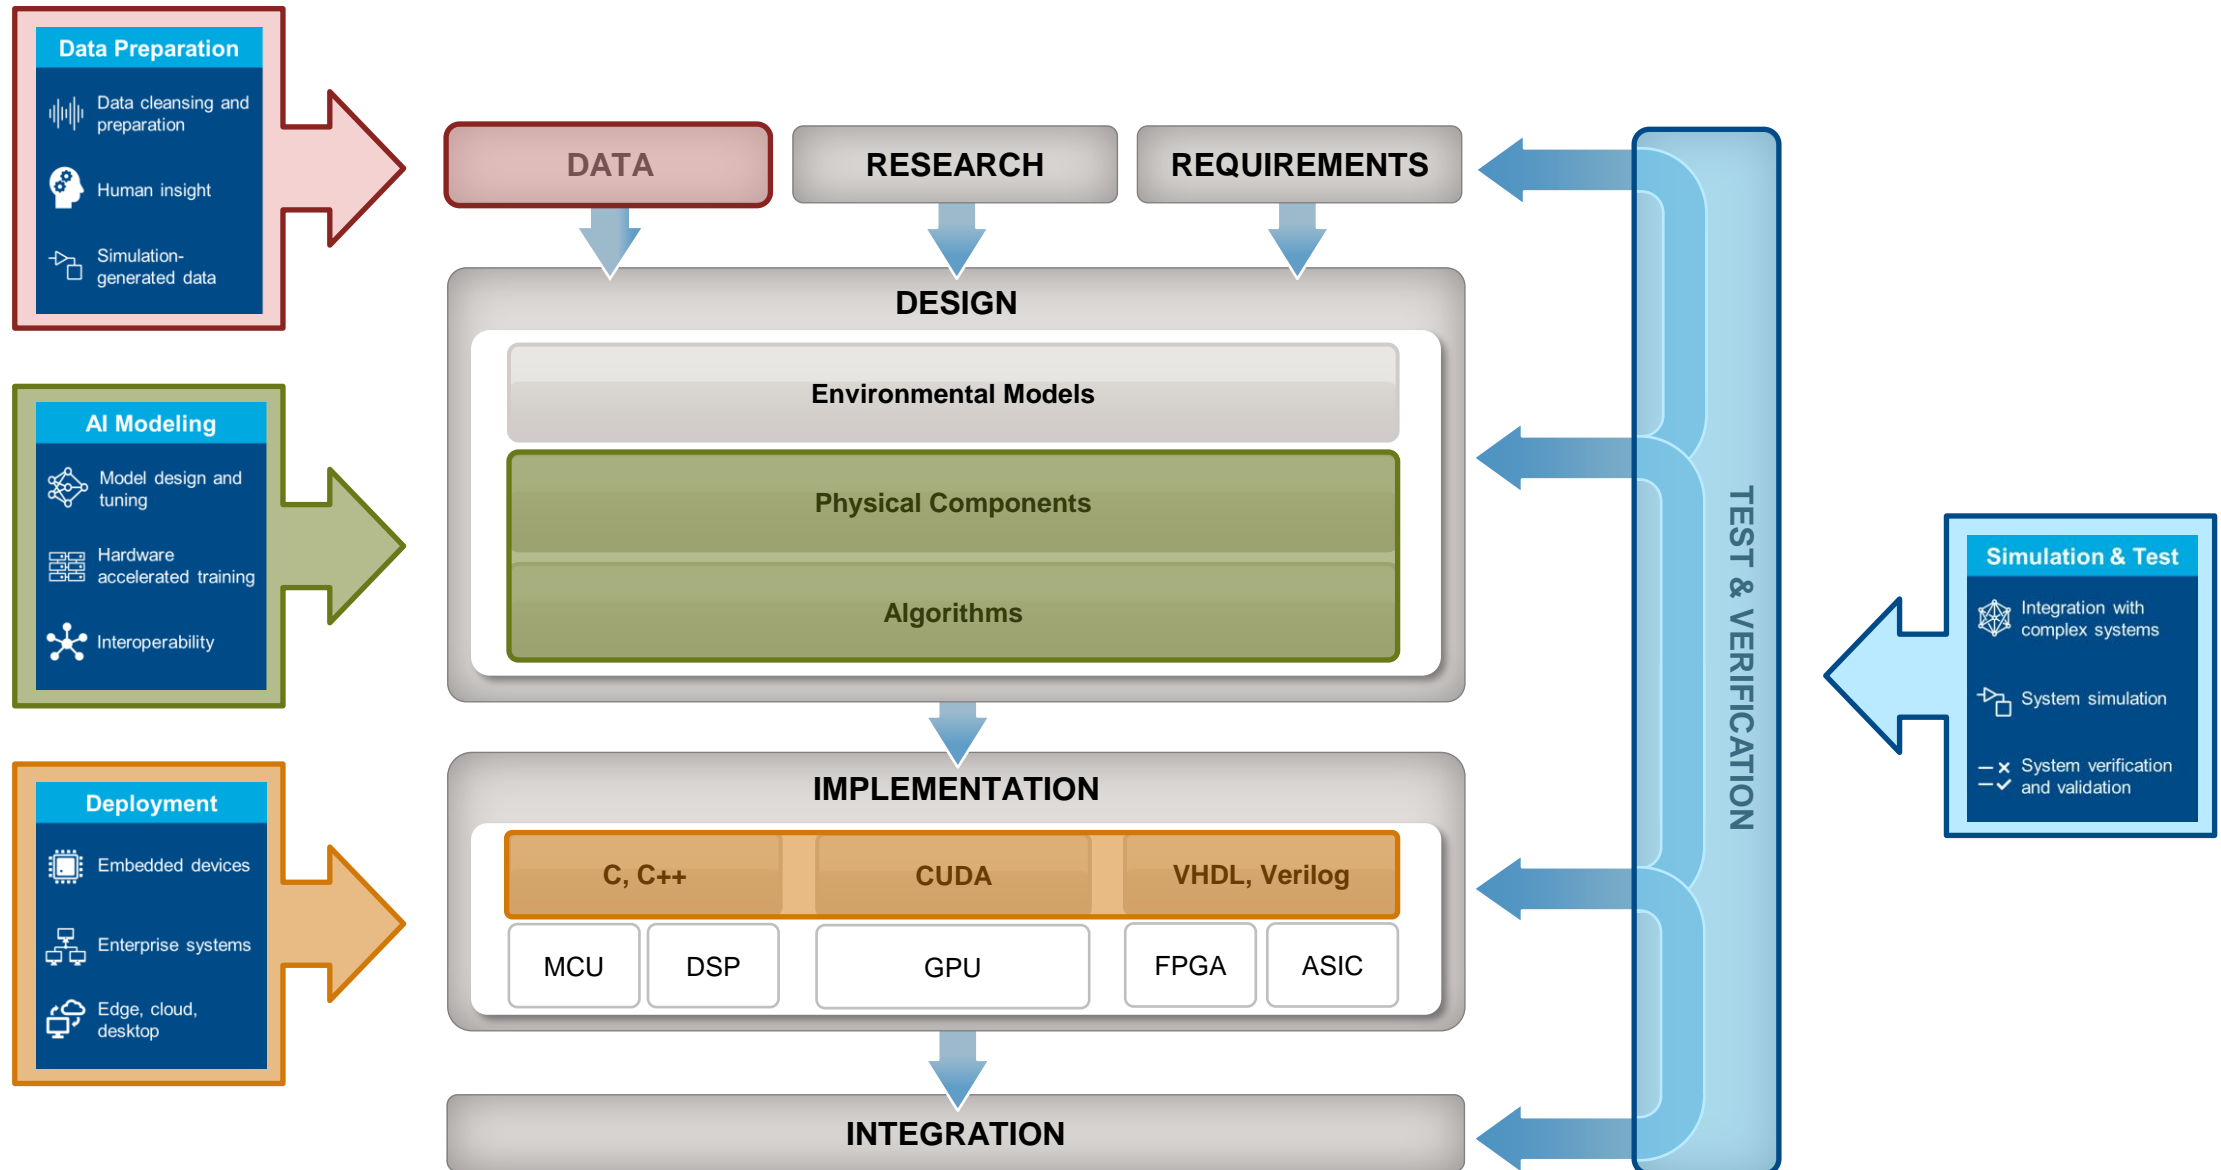 Data Preparation
Data cleansing and
preparation
Human insight
Simulation-
generated data
AI Modeling
Model design and
tuning
Hardware
accelerated training
Interoperability
Deployment
Embedded devices
Enterprise systems
Edge, cloud,
desktop
DATA
RESEARCH
REQUIREMENTS
DESIGN
Environmental Models
Physical Components
Algorithms
IMPLEMENTATION
C, C++
CUDA
VHDL, Verilog
MCU
DSP
GPU
FPGA
ASIC
INTEGRATION
TEST & VERIFICATION
Simulation & Test
Integration with
complex systems
System simulation
System verification
and validation